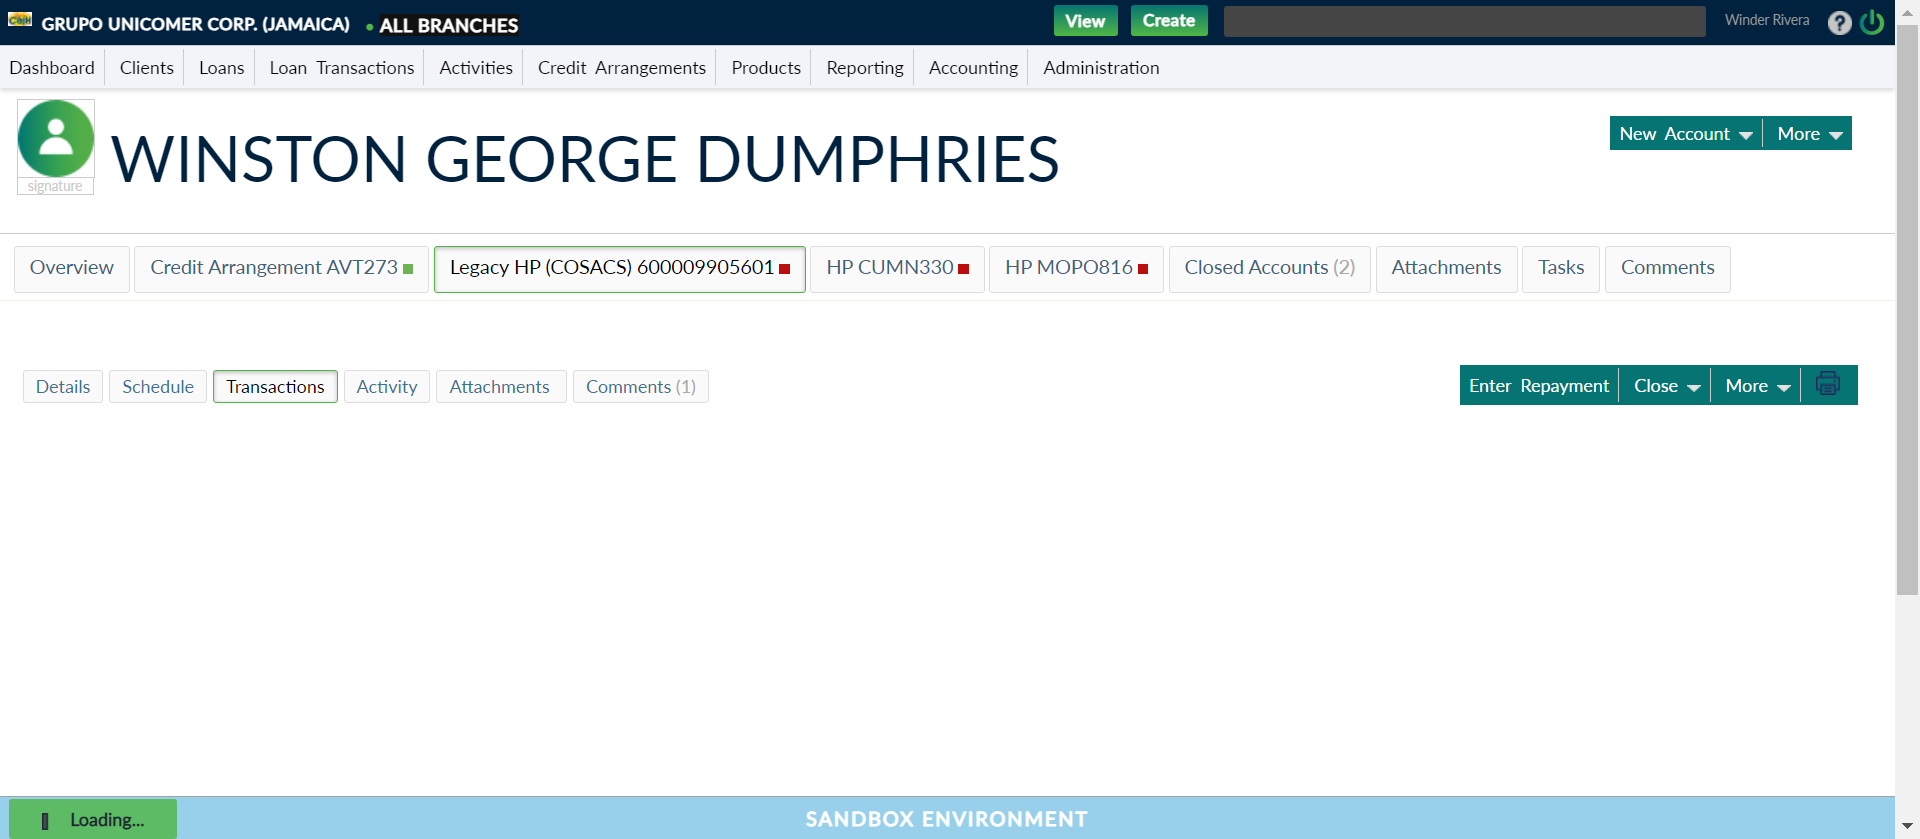 GRUPO UNICOMER CORP. (JAMAICA) • ALL BRANCHES View Create Winder Rivera ?
Dashboard Clients Loans Loan Transactions Activities Credit Arrangements Products Reporting Accounting Administration
WINSTON GEORGE DUMPHRIES
New Account More
signature
Overview Credit Arrangement AVT273 Legacy HP (COSACS) 600009905601 HP CUMN330 HP MOPO816 Closed Accounts (2) Attachments Tasks Comments
Details Schedule Transactions Activity Attachments Comments (1) Enter Repayment Close More
Loading... SANDBOX ENVIRONMENT